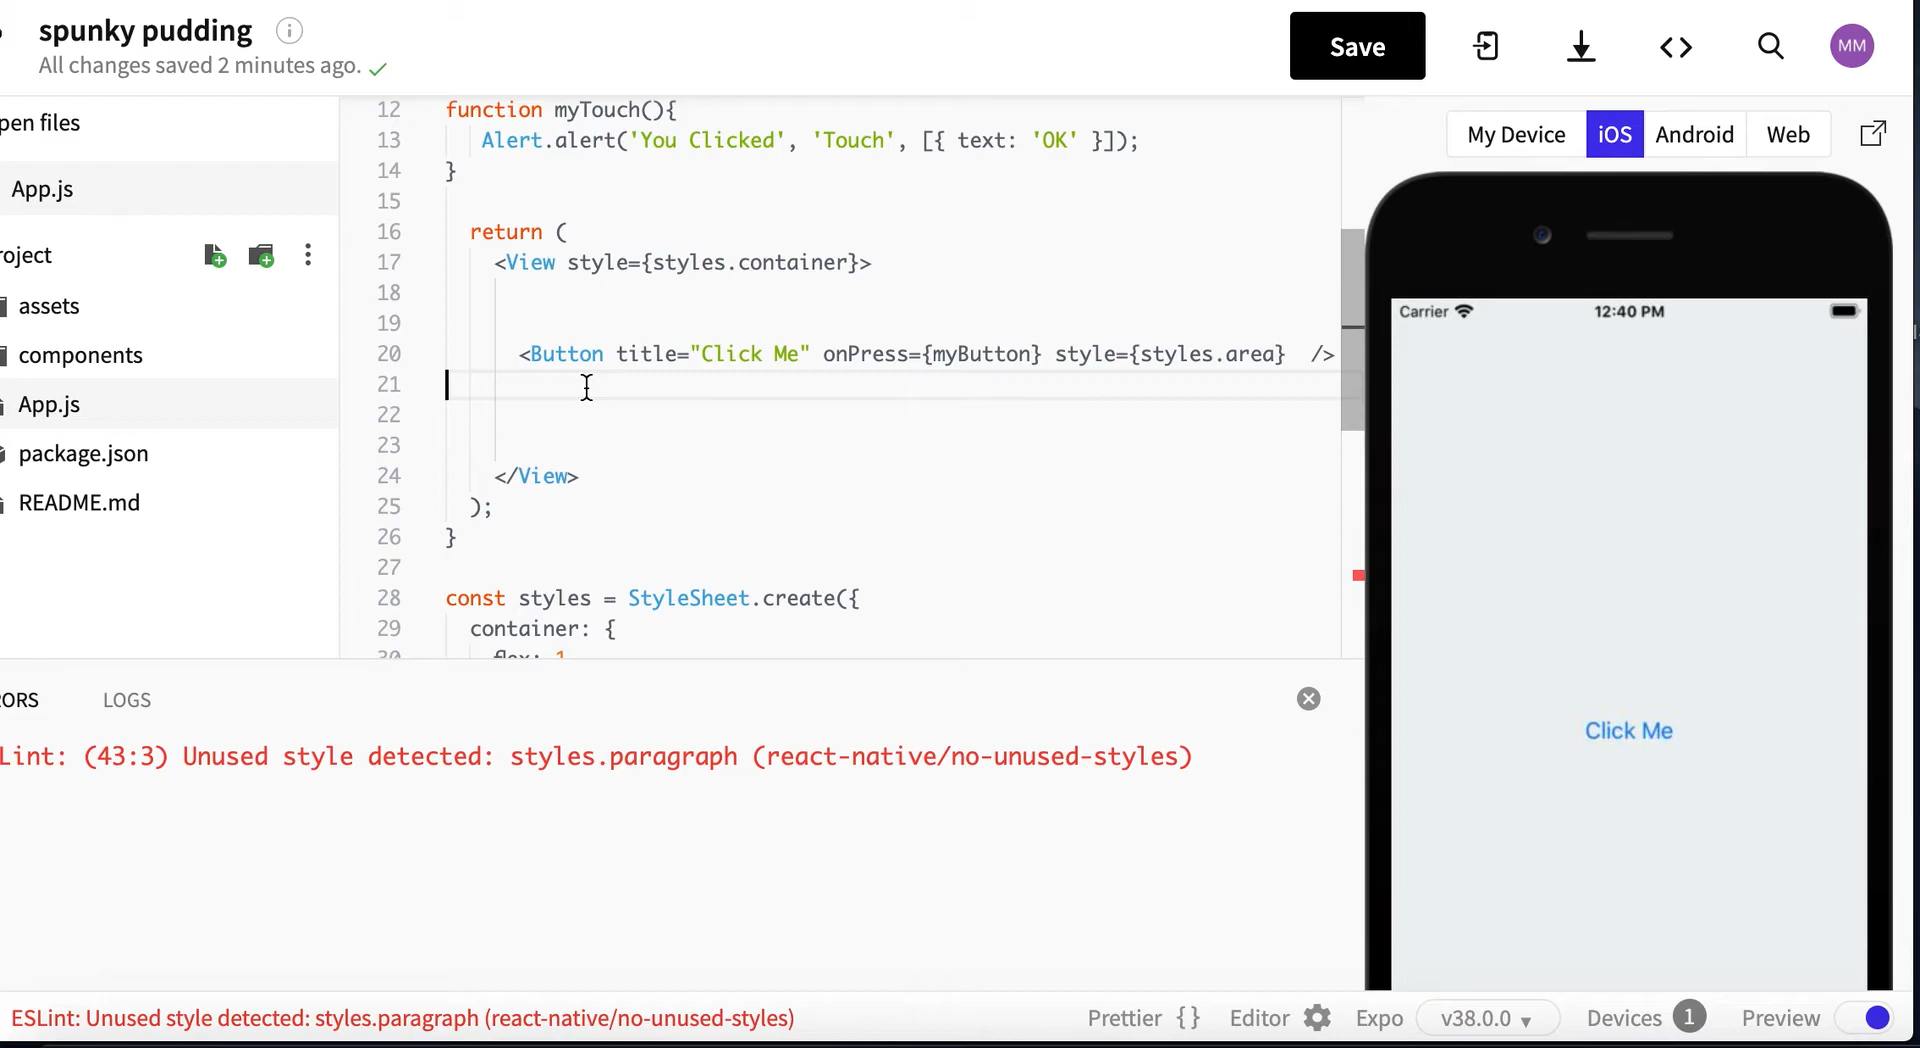 spunky pudding
All changes saved 2 minutes ago.
Save
MM
pen files
App.js
roject
assets
components
App.js
package.json
README.md
12 function myTouch(){
13 Alert.alert('You Clicked', 'Touch', [{ text: 'OK' }]);
14 }
15
16 return (
17 <View style={styles.container}>
18
19
20 <Button title="Click Me" onPress={myButton} style={styles.area}  />
21
22
23
24 </View>
25 );
26 }
27
28 const styles = StyleSheet.create({
29 container: {
30 flex: 1
My Device iOS Android Web
Carrier 12:40 PM
Click Me
RORS LOGS
Lint: (43:3) Unused style detected: styles.paragraph (react-native/no-unused-styles)
ESLint: Unused style detected: styles.paragraph (react-native/no-unused-styles)
Prettier {} Editor Expo v38.0.0 Devices 1 Preview